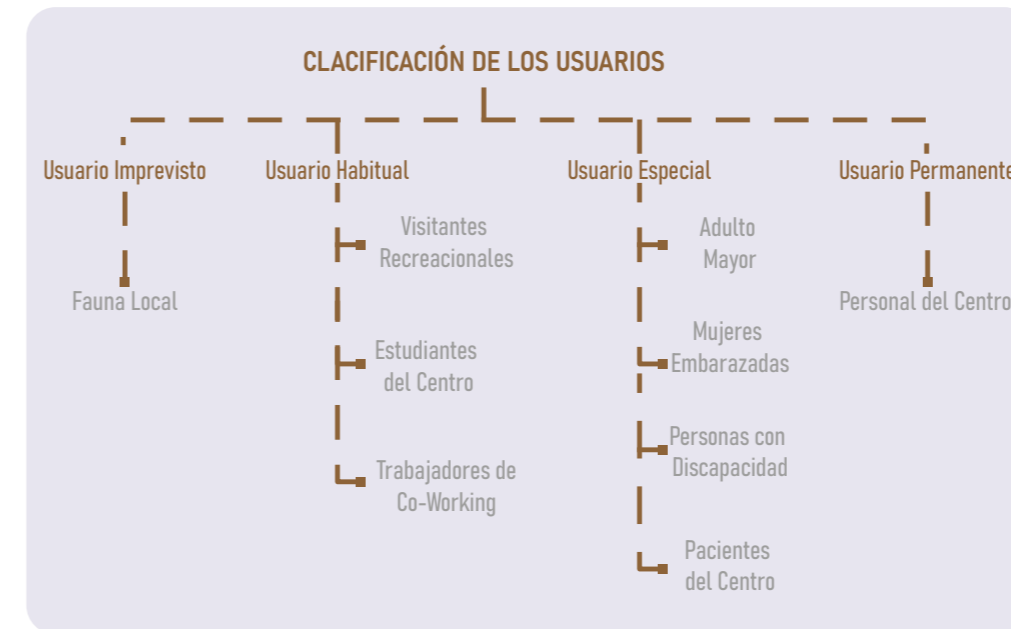 CLACIFICACIÓN DE LOS USUARIOS
Usuario Imprevisto
Fauna Local
Usuario Habitual
Visitantes
Recreacionales
Estudiantes
del Centro
Trabajadores de
Co-Working
Usuario Especial
Adulto
Mayor
Mujeres
Embarazadas
Personas con
Discapacidad
Pacientes
del Centro
Usuario Permanente
Personal del Centro